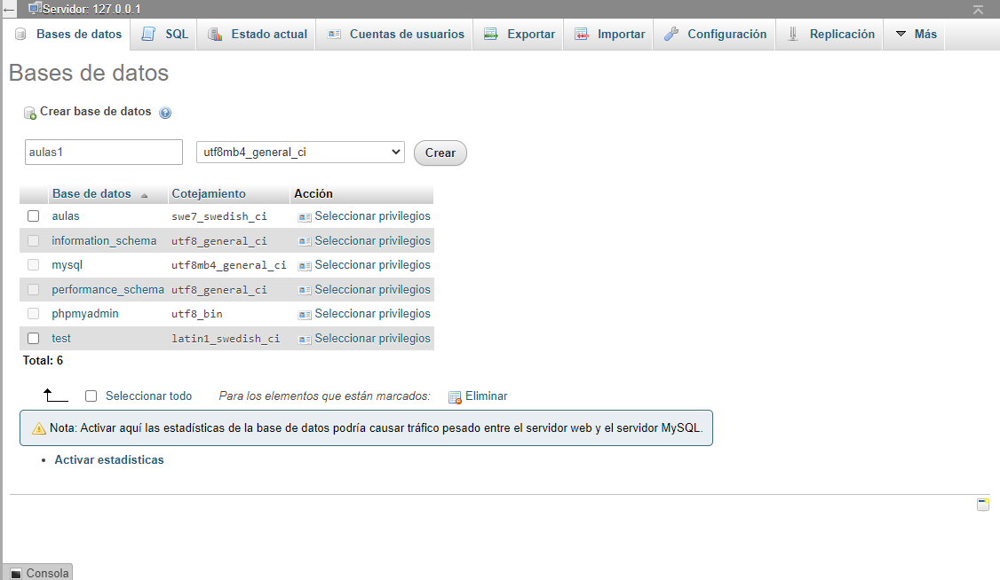 Servidor: 127.0.0.1
Bases de datos SQL Estado actual Cuentas de usuarios Exportar Importar Configuración Replicación Más
Bases de datos
Crear base de datos
aulas1 utf8mb4_general_ci Crear
Base de datos Cotejamiento Acción
aulas swe7_swedish_ci Seleccionar privilegios
information_schema utf8_general_ci Seleccionar privilegios
mysql utf8mb4_general_ci Seleccionar privilegios
performance_schema utf8_general_ci Seleccionar privilegios
phpmyadmin utf8_bin Seleccionar privilegios
test latin1_swedish_ci Seleccionar privilegios
Total: 6
Seleccionar todo Para los elementos que están marcados: Eliminar
Nota: Activar aquí las estadísticas de la base de datos podría causar tráfico pesado entre el servidor web y el servidor MySQL.
• Activar estadísticas
Consola